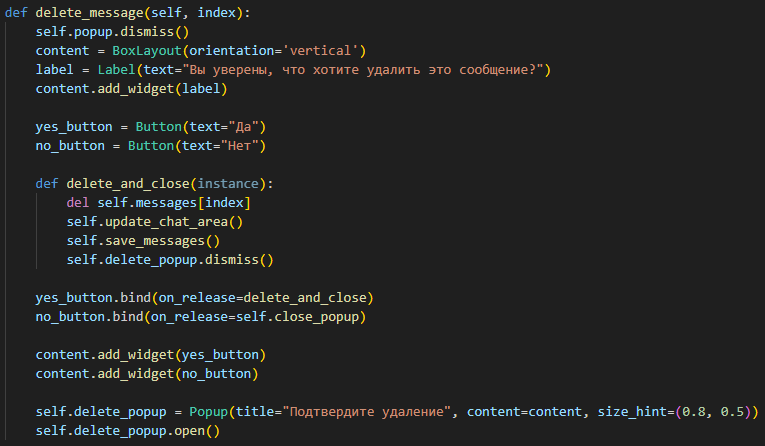 def delete_message(self, index):
    self.popup.dismiss()
    content = BoxLayout(orientation='vertical')
    label = Label(text="Вы уверены, что хотите удалить это сообщение?")
    content.add_widget(label)

    yes_button = Button(text="Да")
    no_button = Button(text="Нет")

    def delete_and_close(instance):
        del self.messages[index]
        self.update_chat_area()
        self.save_messages()
        self.delete_popup.dismiss()

    yes_button.bind(on_release=delete_and_close)
    no_button.bind(on_release=self.close_popup)

    content.add_widget(yes_button)
    content.add_widget(no_button)

    self.delete_popup = Popup(title="Подтвердите удаление", content=content, size_hint=(0.8, 0.5))
    self.delete_popup.open()